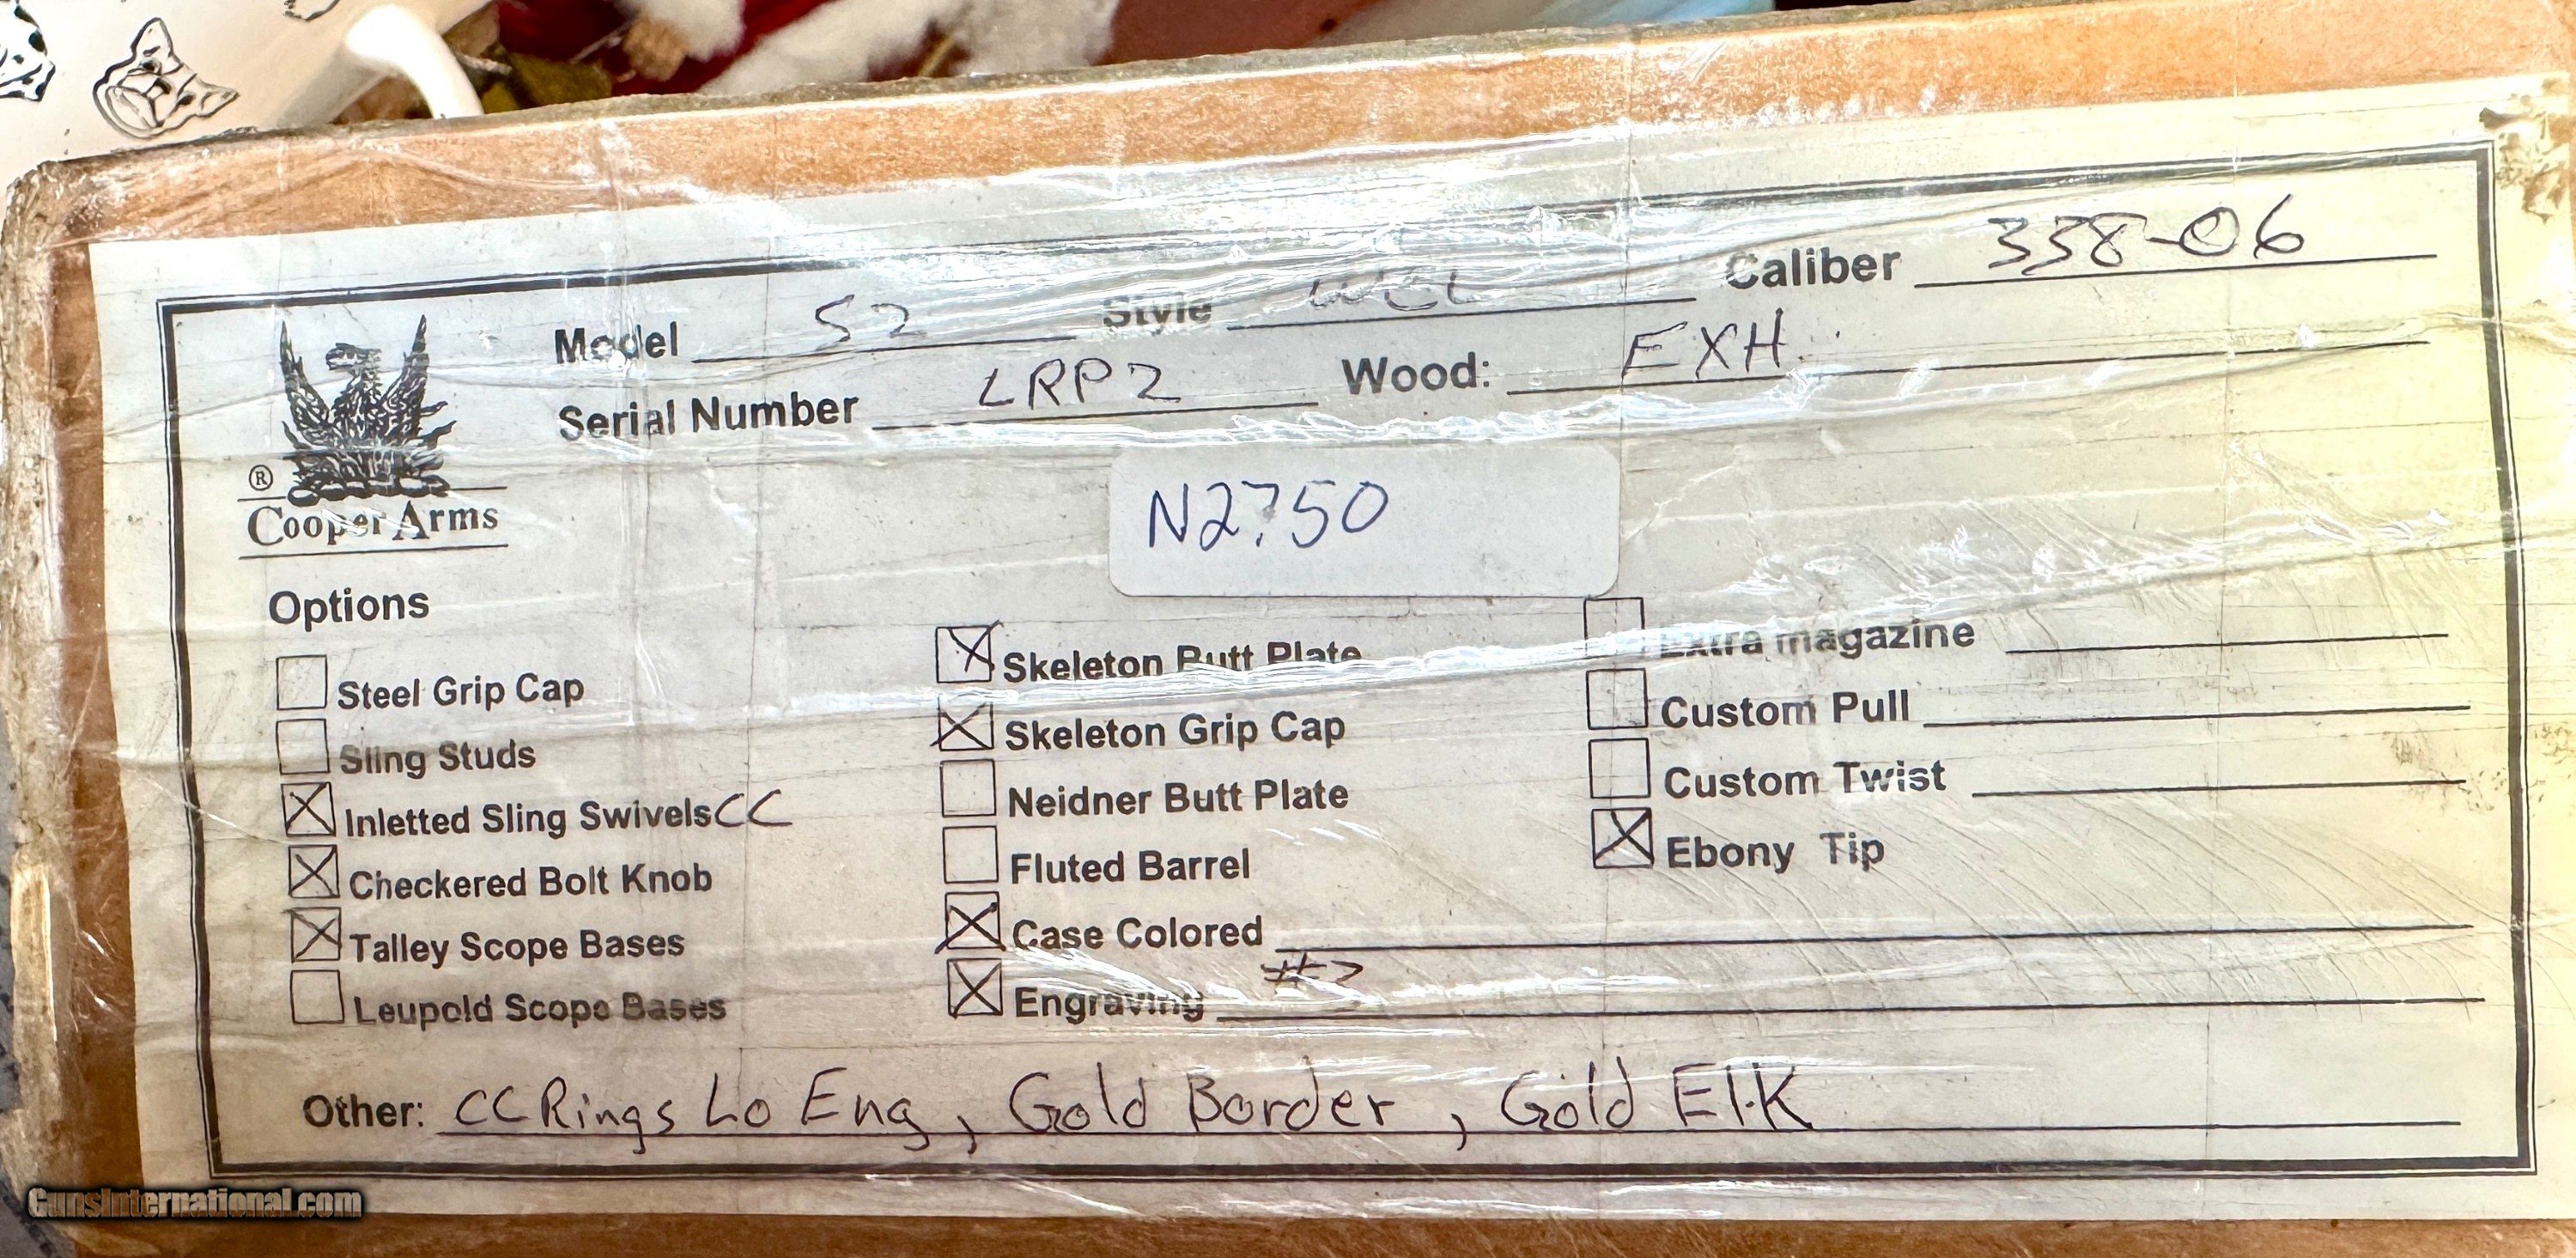 Model 52 Style WCL Caliber 338-06
Serial Number LRP2 Wood: EXH
®
Cooper Arms
N2750
Options
Steel Grip Cap
Sling Studs
Inletted Sling Swivels CC
Checkered Bolt Knob
Talley Scope Bases
Leupold Scope Bases
Skeleton Butt Plate
Skeleton Grip Cap
Neidner Butt Plate
Fluted Barrel
Case Colored
Engraving #2
Extra magazine
Custom Pull
Custom Twist
Ebony Tip
Other: CC Rings Lo Eng, Gold Border, Gold Elk
GunsInternational.com